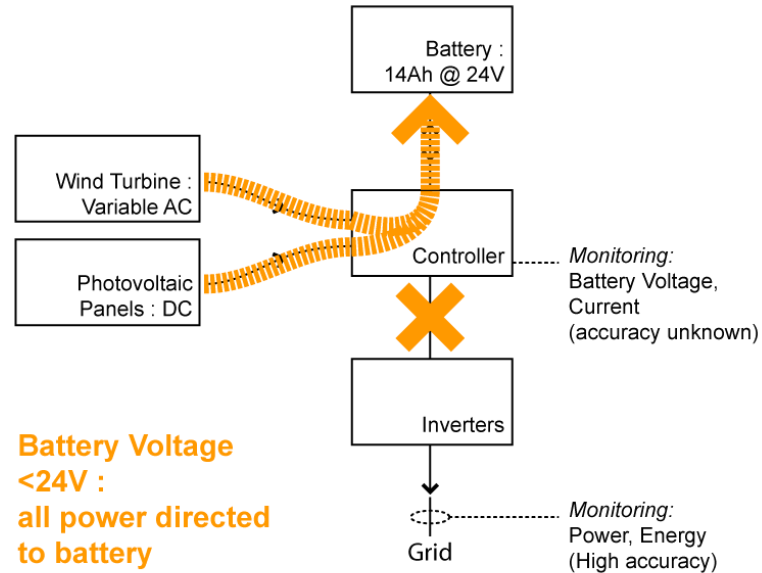 Battery :
14Ah @ 24V
Wind Turbine :
Variable AC
Photovoltaic
Panels : DC
Controller
Monitoring:
Battery Voltage,
Current
(accuracy unknown)
Inverters
Battery Voltage
<24V :
all power directed
to battery
Monitoring:
Power, Energy
(High accuracy)
Grid